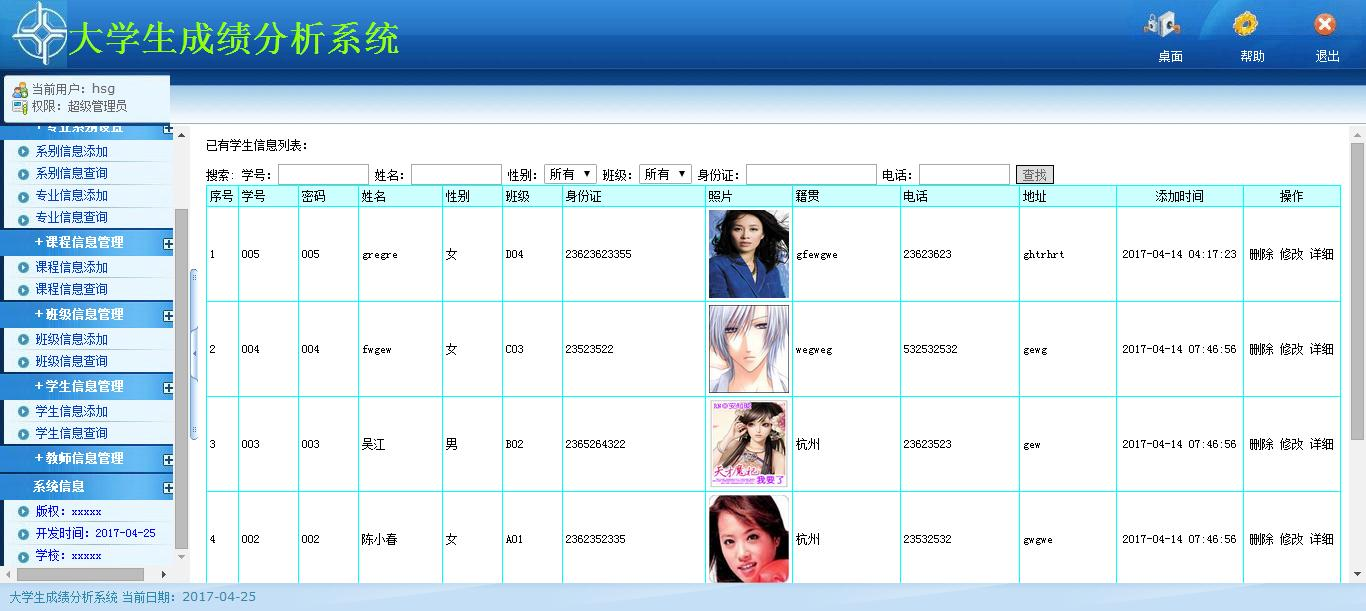 大学生成绩分析系统
桌面 帮助 退出
当前用户：hsg
权限：超级管理员
+专业系别设置
系别信息添加
系别信息查询
专业信息添加
专业信息查询
+课程信息管理
课程信息添加
课程信息查询
+班级信息管理
班级信息添加
班级信息查询
+学生信息管理
学生信息添加
学生信息查询
+教师信息管理
系统信息
版权：xxxxx
开发时间：2017-04-25
学校：xxxxx
已有学生信息列表：
搜索: 学号： 姓名： 性别： 所有 班级： 所有 身份证： 电话： 查找
序号 学号 密码 姓名 性别 班级 身份证 照片 籍贯 电话 地址 添加时间 操作
1 005 005 gregre 女 D04 23623623355 gfewgwe 23623623 ghtrhrt 2017-04-14 04:17:23 删除 修改 详细
2 004 004 fwgew 女 C03 23523522 wegweg 532532532 gewg 2017-04-14 07:46:56 删除 修改 详细
3 003 003 吴江 男 B02 2365264322 杭州 23623523 gew 2017-04-14 07:46:56 删除 修改 详细
天才魔妃
我要了
4 002 002 陈小春 女 A01 2362352335 杭州 23532532 gwgwe 2017-04-14 07:46:56 删除 修改 详细
大学生成绩分析系统 当前日期：2017-04-25